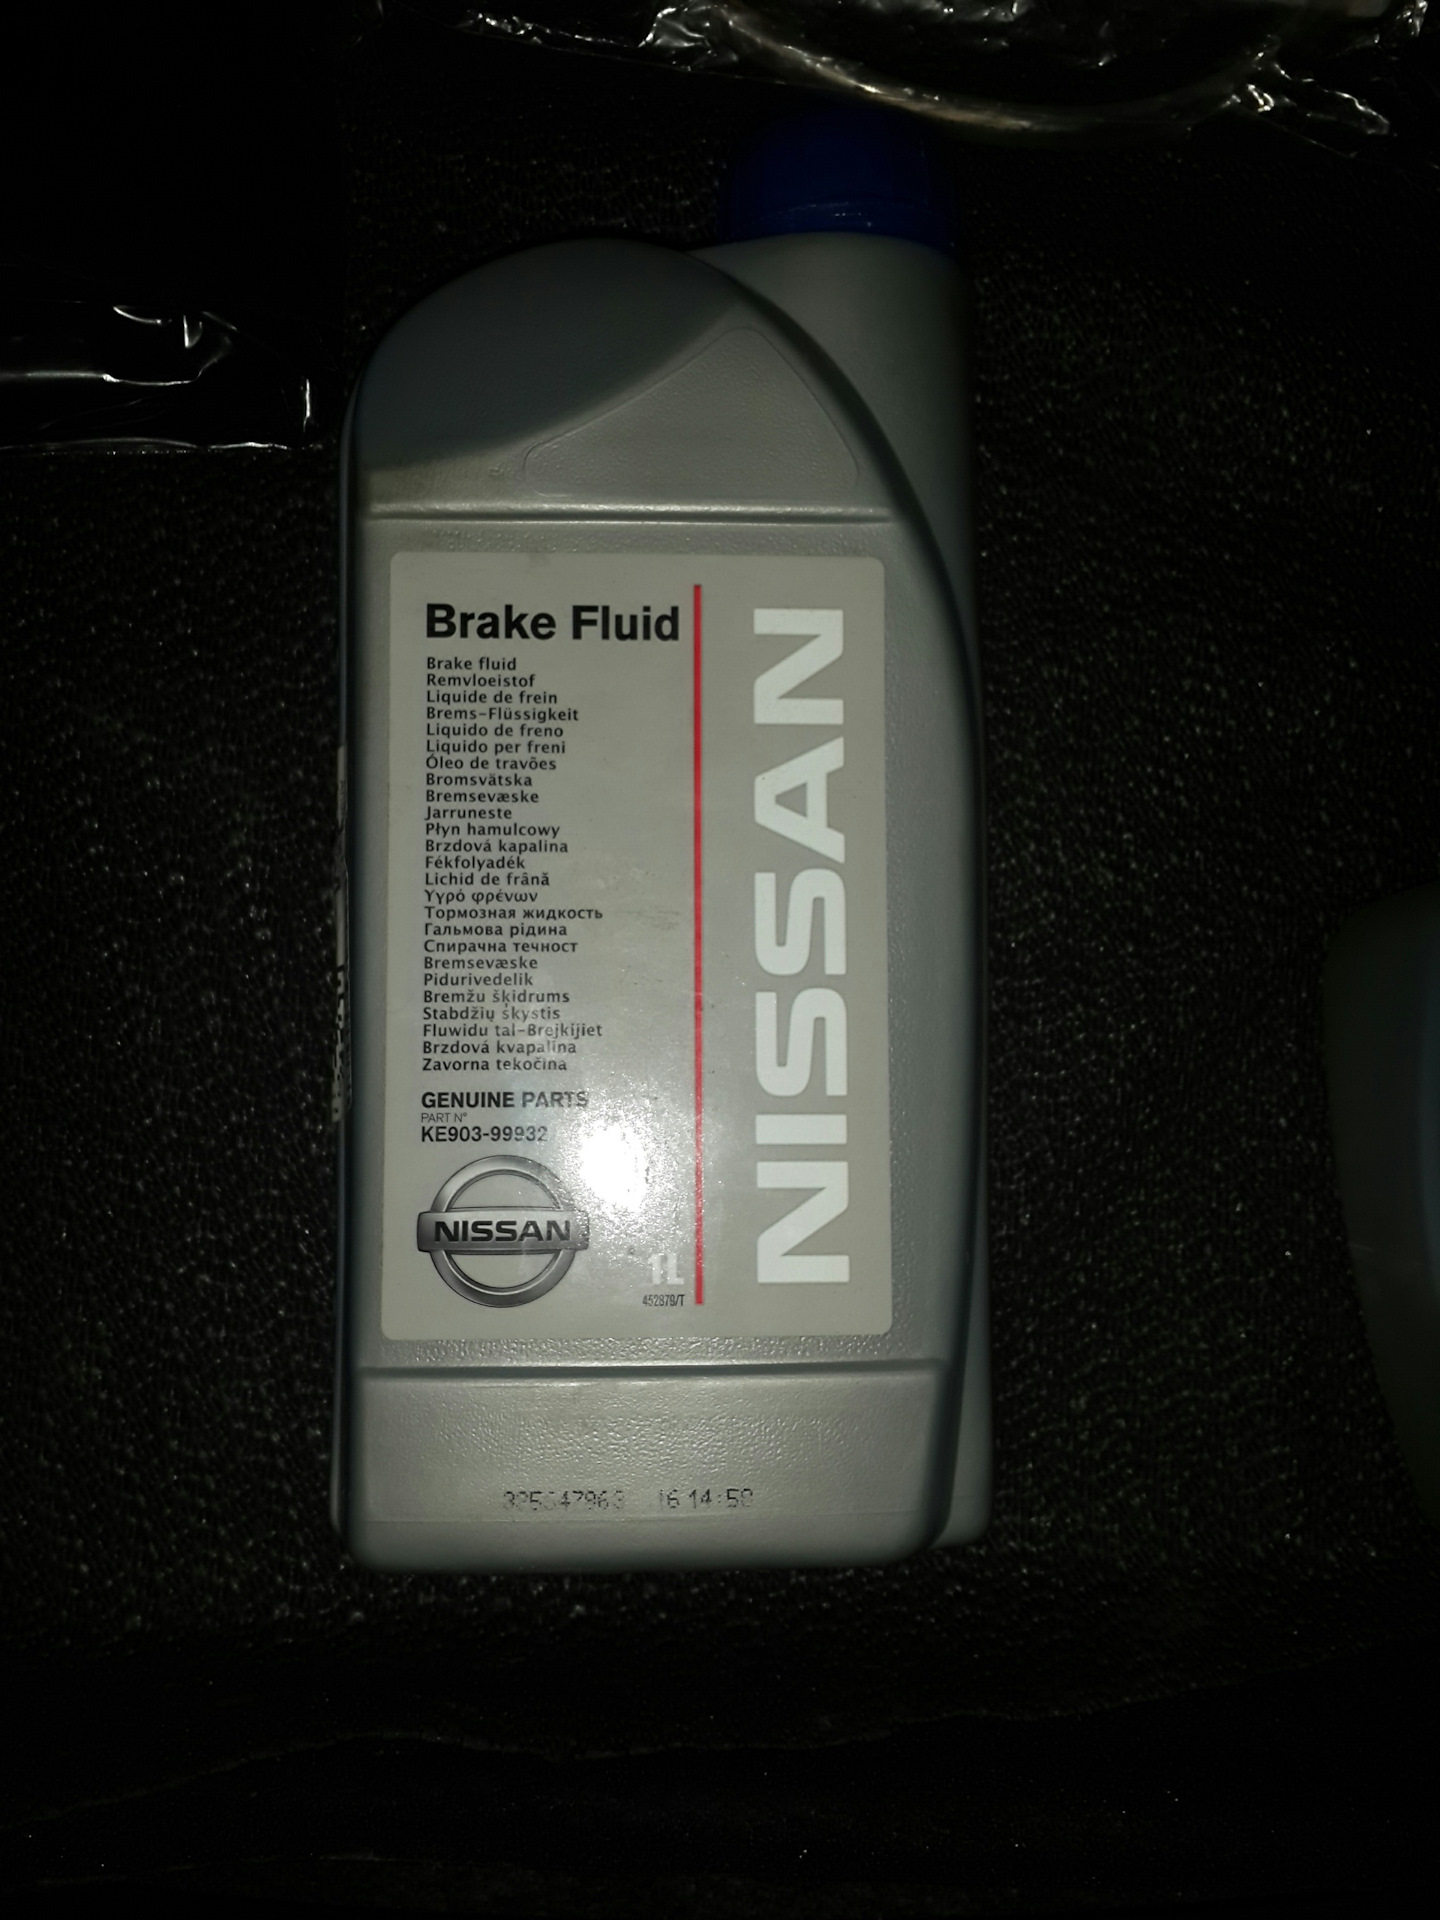 Brake Fluid
Brake fluid
Remvloeistof
Liquide de frein
Brems-Flüssigkeit
Liquido de freno
Liquido per freni
Óleo de travões
Bromsvätska
Bremsevæske
Jarruneste
Płyn hamulcowy
Brzdová kapalina
Fékfolyadék
Lichid de frână
Υγρό φρένων
Тормозная жидкость
Гальмова рідина
Спирачна течност
Bremsevæske
Pidurivedelik
Bremžu šķidrums
Stabdžių škystis
Fluwidu tal-Brejkijiet
Brzdová kvapalina
Zavorna tekočina
GENUINE PARTS
PART N°
KE903-99932
NISSAN
1L
452879/T
NISSAN
14:58